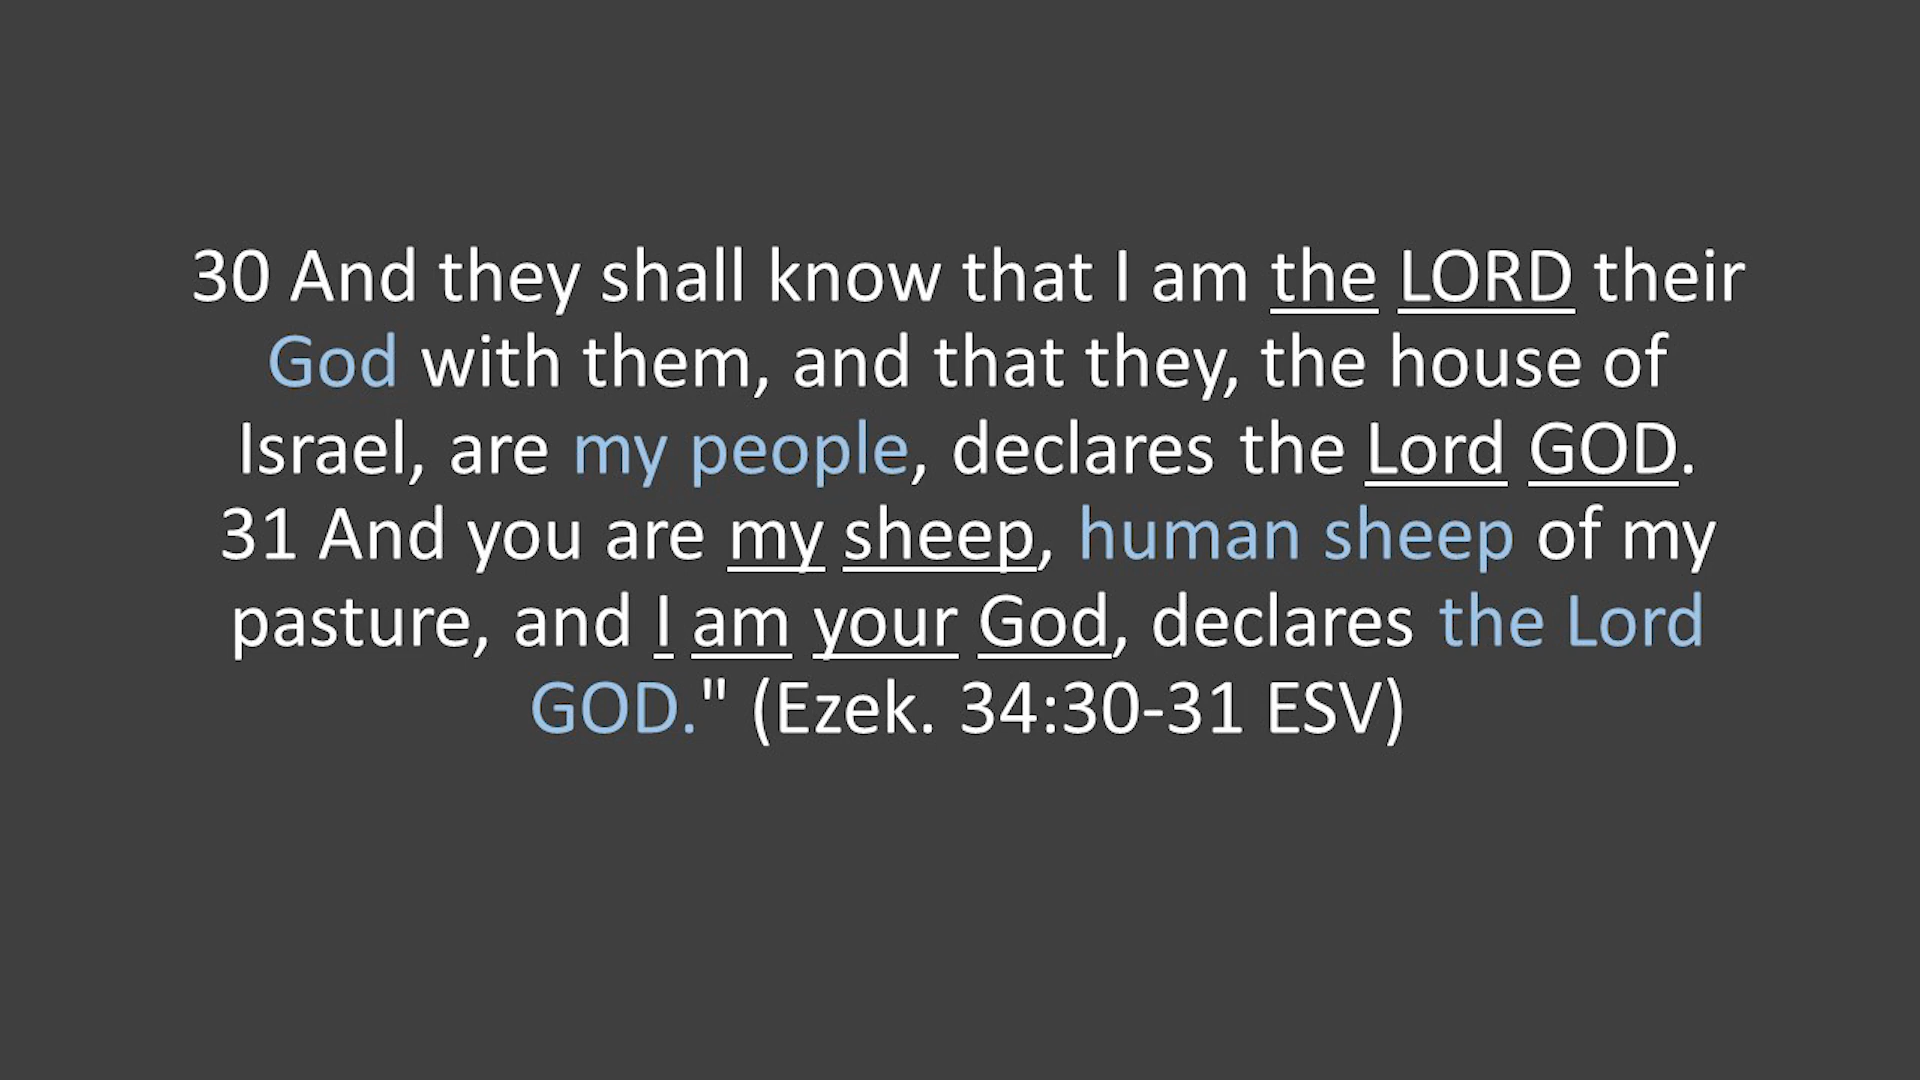 30 And they shall know that I am the LORD their
God with them, and that they, the house of
Israel, are my people, declares the Lord GOD.
31 And you are my sheep, human sheep of my
pasture, and I am your God, declares the Lord
GOD." (Ezek. 34:30-31 ESV)